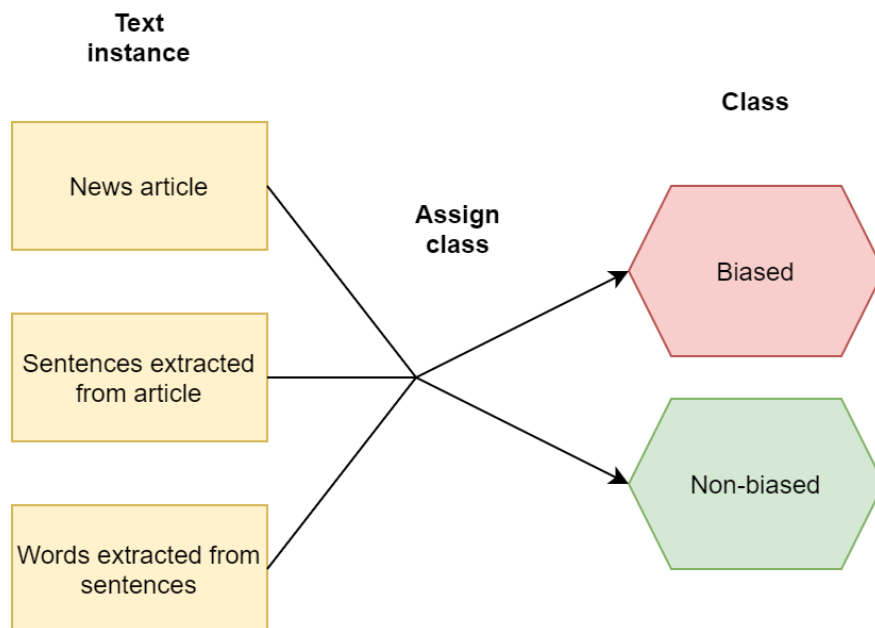 Text
instance
Class
News article
Assign
class
Biased
Sentences extracted
from article
Non-biased
Words extracted from
sentences